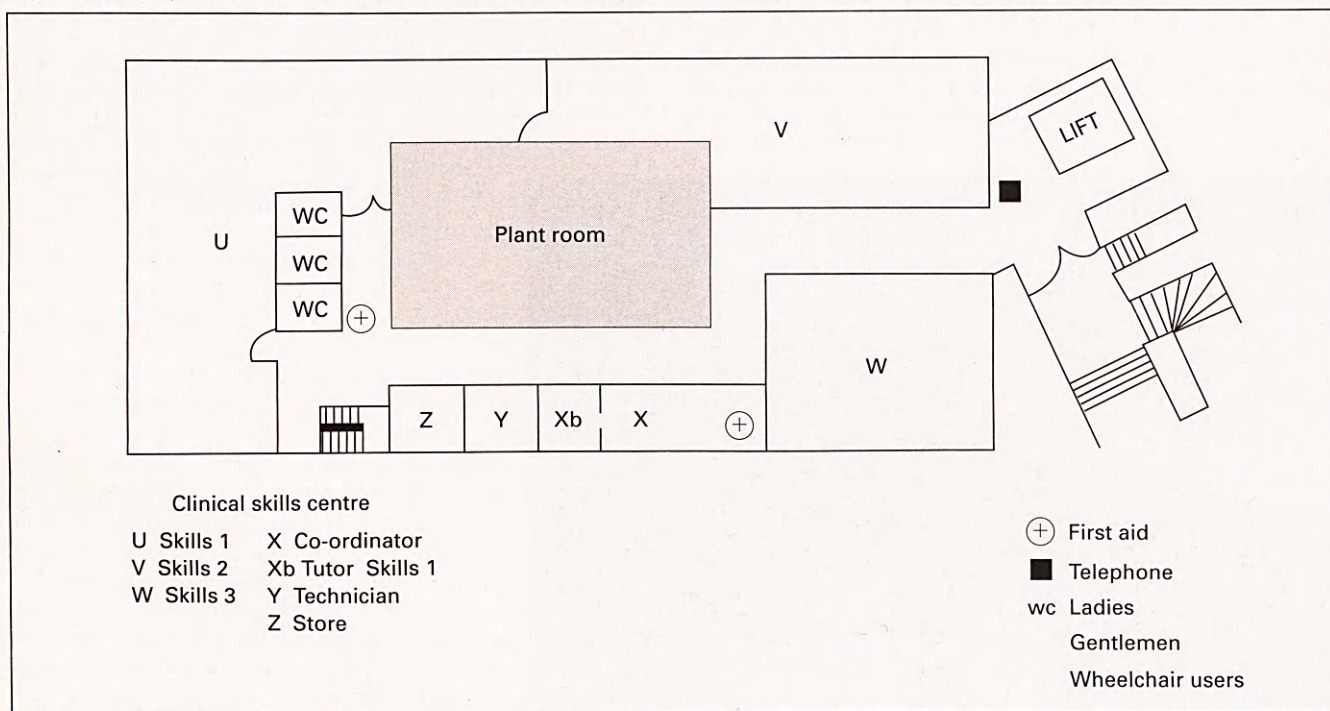 LIFT
V
WC
U
Plant room
WC
WC
W
Z
Y
Xb
X
Clinical skills centre
U Skills 1
V Skills 2
W Skills 3
X Co-ordinator
Xb Tutor Skills 1
Y Technician
Z Store
First aid
Telephone
wc Ladies
Gentlemen
Wheelchair users